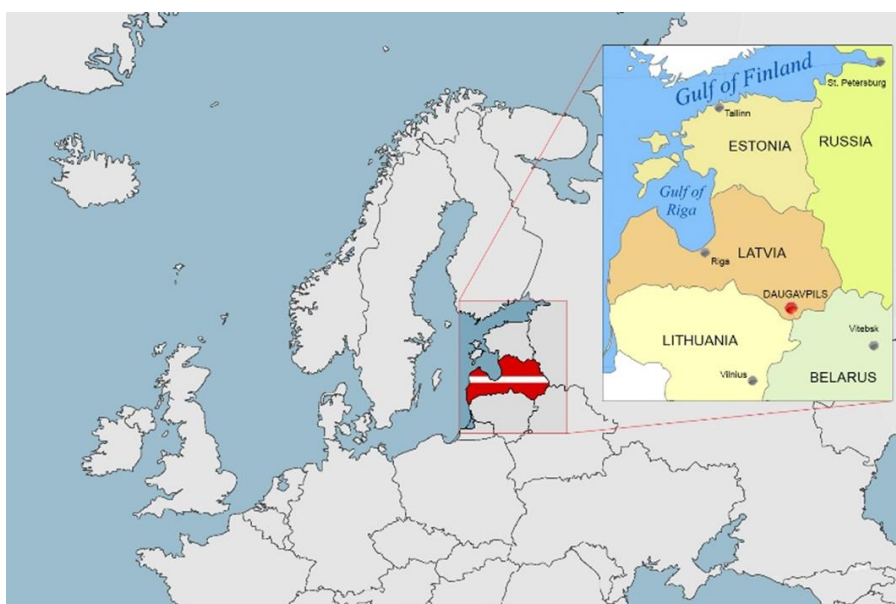 Gulf of Finland
St. Petersburg
Tallinn
ESTONIA
RUSSIA
Gulf of
Riga
LATVIA
Riga
DAUGAVPILS
LITHUANIA
Vitebsk
Vilnius
BELARUS